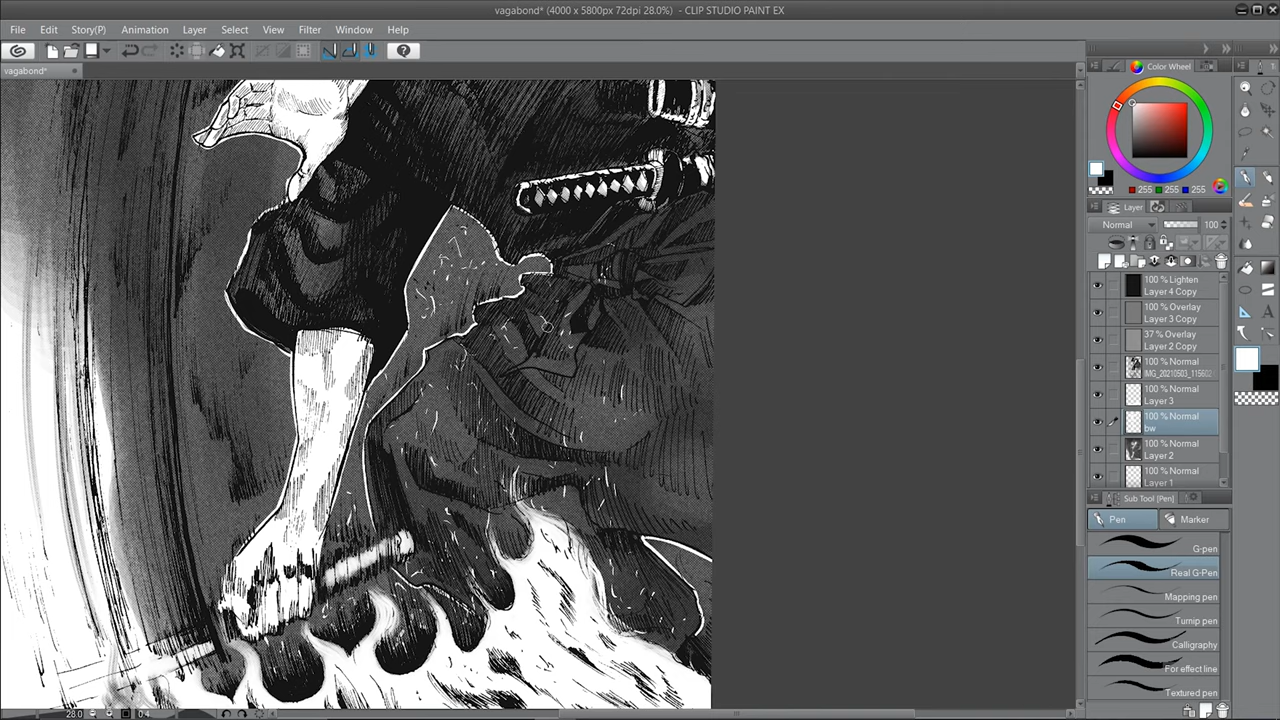 vagabond* (4000 x 5800px 72dpi 28.0%) - CLIP STUDIO PAINT EX
File Edit Story(P) Animation Layer Select View Filter Window Help
vagabond*
Color Wheel
255 255 255
Layer
Normal 100
100 % Lighten
Layer 4 Copy
100 % Overlay
Layer 3 Copy
37 % Overlay
Layer 2 Copy
100 % Normal
100 % Normal
Layer 3
100 % Normal
bw
100 % Normal
Layer 2
100 % Normal
Layer 1
Sub Tool [Pen]
Pen Marker
G-pen
Real G-Pen
Mapping pen
Turnip pen
Calligraphy
For effect line
Textured pen
28.0